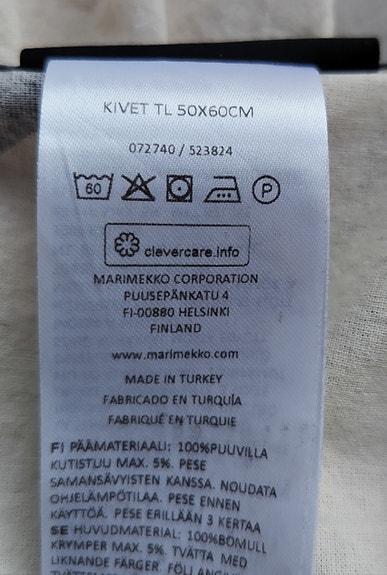 KIVET TL 50X60CM
072740 / 523824
60 P
clevercare.info
MARIMEKKO CORPORATION
PUUSEPÄNKATU 4
FI-00880 HELSINKI
FINLAND
www.marimekko.com
MADE IN TURKEY
FABRICADO EN TURQUÍA
FABRIQUÉ EN TURQUIE
FI PÄÄMATERIAALI: 100%PUUVILLA
KUTISTUU MAX. 5%. PESE
SAMANSÄVYISTEN KANSSA. NOUDATA
OHJELÄMPÖTILAA. PESE ENNEN
KÄYTTÖÄ. PESE ERILLÄÄN 3 KERTAA
SE HUVUDMATERIAL: 100%BOMULL
KRYMPER MAX. 5%. TVÄTTA MED
LIKNANDE FÄRGER. FÖLJ